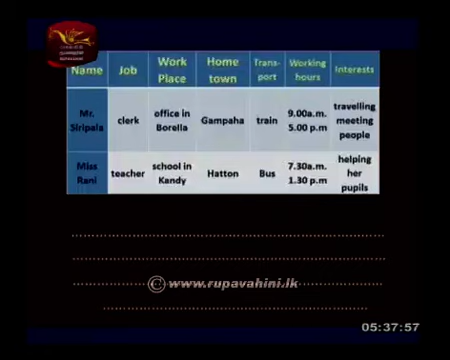 Name Job Work Place Home town Trans-port Working hours Interests
Mr. Siripala clerk office in Borella Gampaha train 9.00a.m. 5.00 p.m travelling meeting people
Miss Rani teacher school in Kandy Hatton Bus 7.30a.m. 1.30 p.m helping her pupils
© www.rupavahini.lk
05:37:57